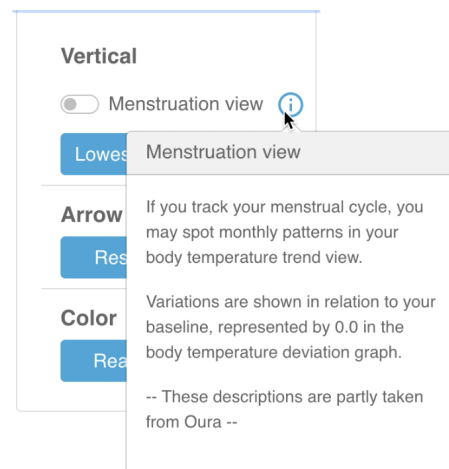 Vertical
Menstruation view
Menstruation view
If you track your menstrual cycle, you
may spot monthly patterns in your
body temperature trend view.
Variations are shown in relation to your
baseline, represented by 0.0 in the
body temperature deviation graph.
-- These descriptions are partly taken
from Oura --
Lowes
Arrow
Res
Color
Rea